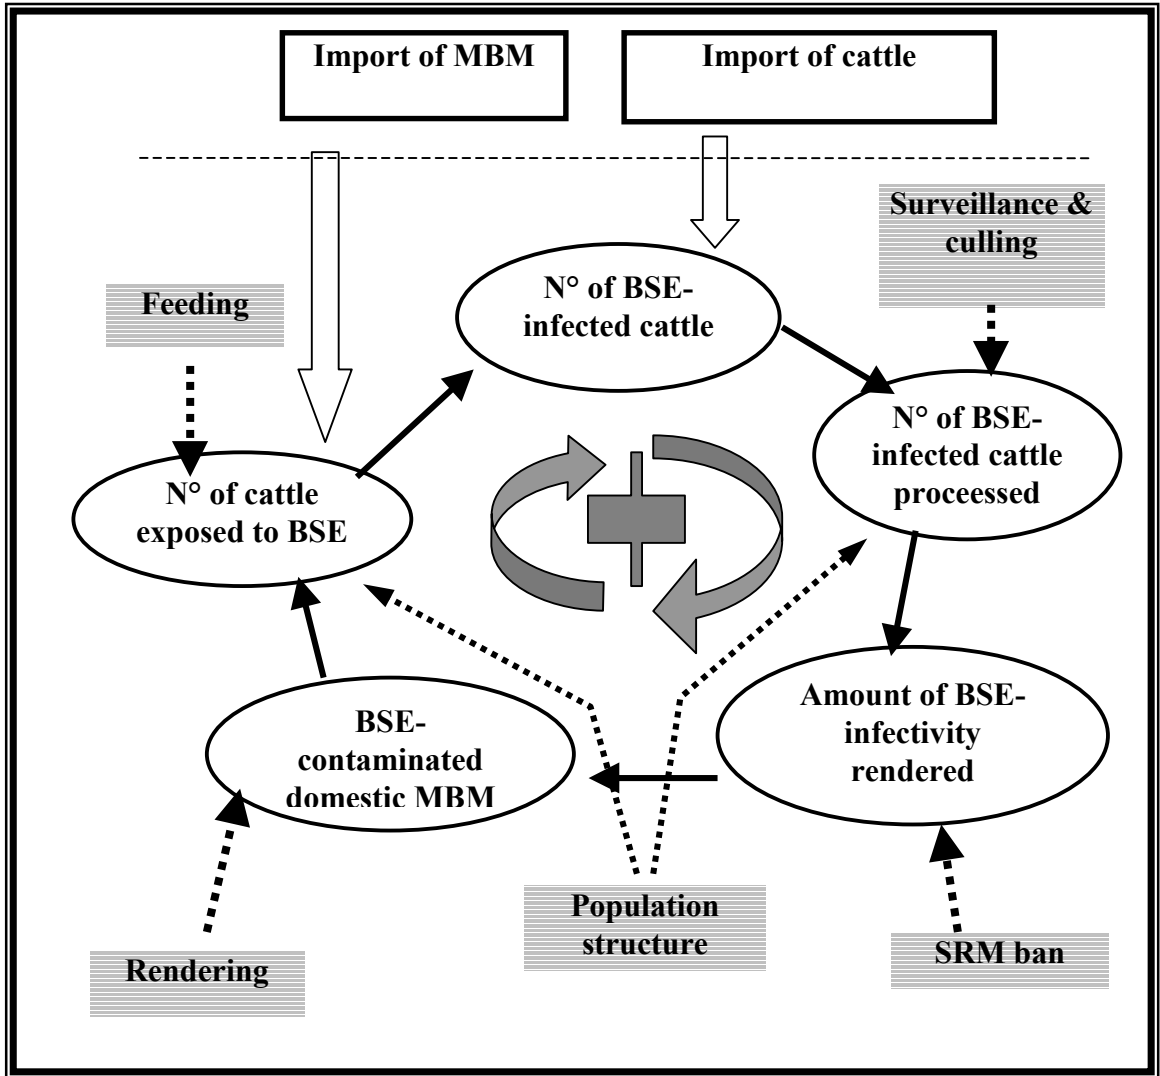 Import of MBM
Import of cattle
Surveillance &
culling
Feeding
N° of BSE-
infected cattle
N° of BSE-
infected cattle
proceessed
N° of cattle
exposed to BSE
Amount of BSE-
infectivity
rendered
BSE-
contaminated
domestic MBM
Population
structure
SRM ban
Rendering